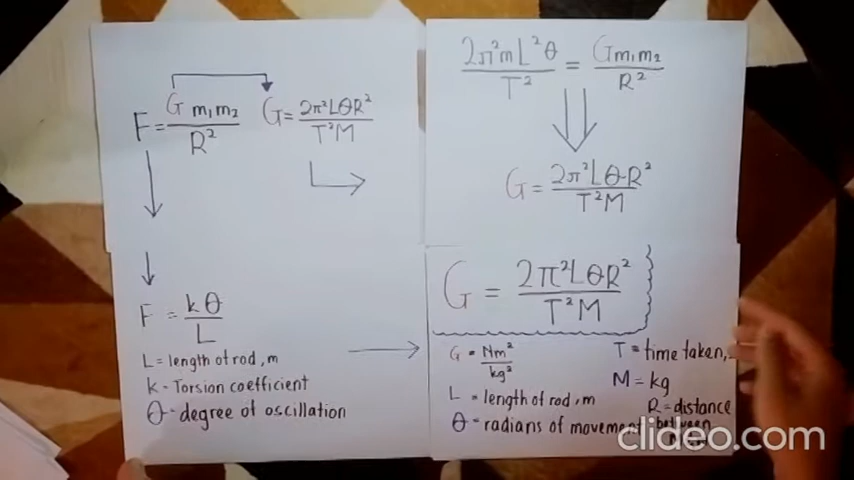 F = G m₁m₂ / R²
G = 2π²LθR² / T²M
F = kθ / L
L = length of rod, m
k - Torsion coefficient
θ - degree of oscillation
2π²mL²θ / T² = Gm₁m₂ / R²
G = 2π²LθR² / T²M
G = 2π²LθR² / T²M
G = Nm² / kg²
L = length of rod, m
θ = radians of movement
T = time taken,
M = kg
R = distance
between
clideo.com